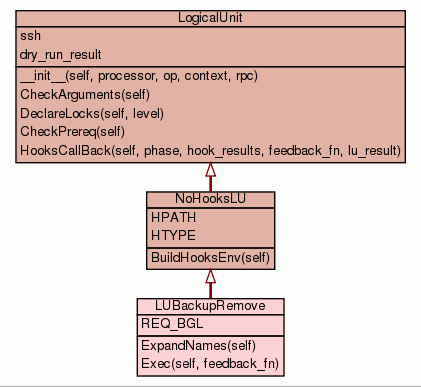 LogicalUnit
ssh
dry_run_result
__init__(self, processor, op, context, rpc)
CheckArguments(self)
DeclareLocks(self, level)
CheckPrereq(self)
HooksCallBack(self, phase, hook_results, feedback_fn, lu_result)
NoHooksLU
HPATH
HTYPE
BuildHooksEnv(self)
LUBackupRemove
REQ_BGL
ExpandNames(self)
Exec(self, feedback_fn)